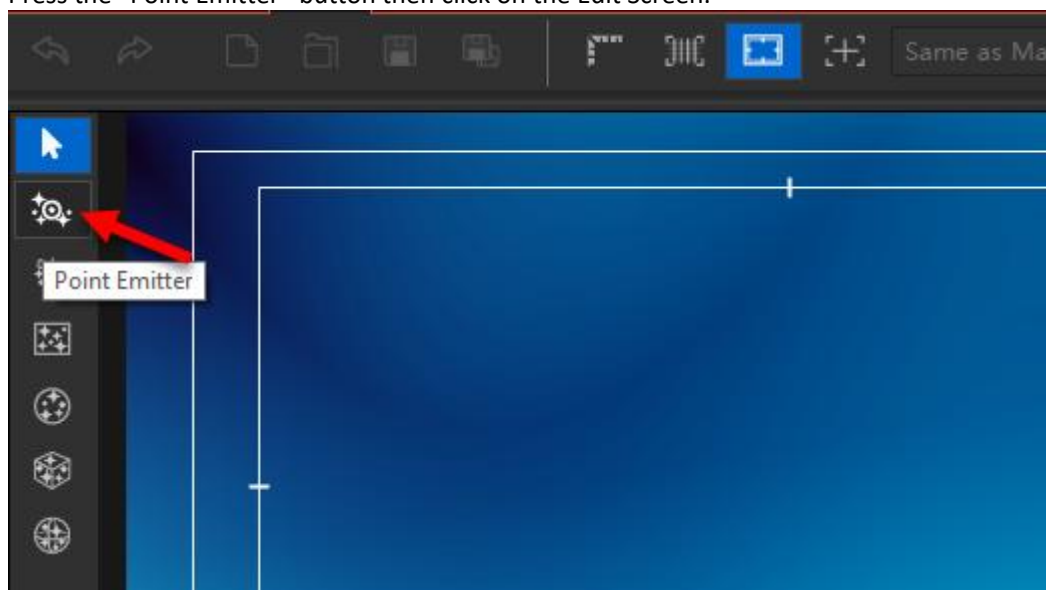 Press the "Point Emitter" button then click on the Edit Screen.
Same as Ma
Point Emitter